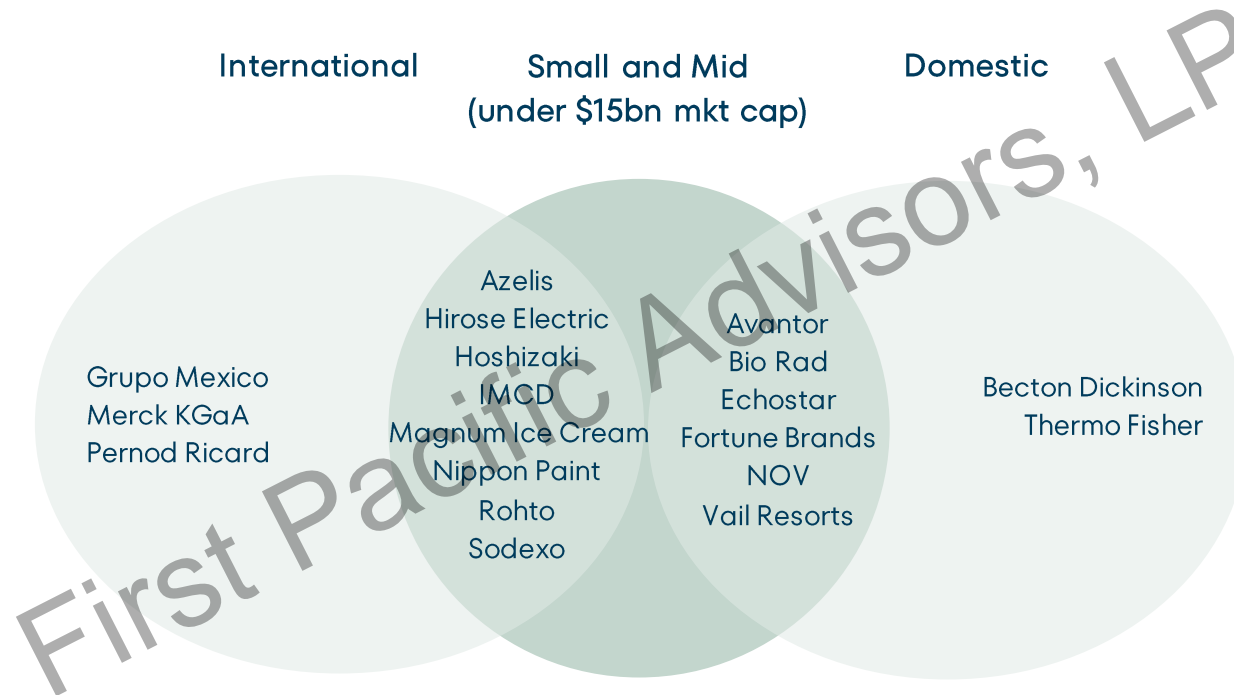 International
Small and Mid
(under $15bn mkt cap)
Domestic
Grupo Mexico
Merck KGaA
Pernod Ricard
Azelis
Hirose Electric
Hoshizaki
IMCD
Magnum Ice Cream
Nippon Paint
Rohto
Sodexo
Avantor
Bio Rad
Echostar
Fortune Brands
NOV
Vail Resorts
Becton Dickinson
Thermo Fisher
First Pacific Advisors, LP